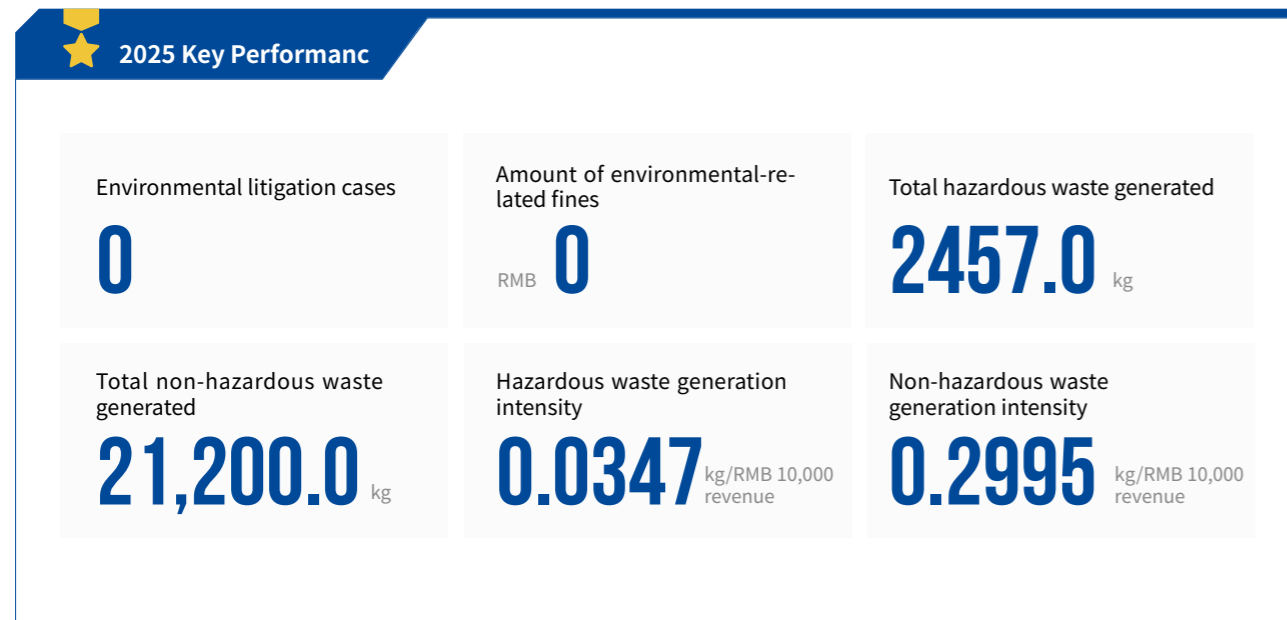 2025 Key Performanc
Environmental litigation cases
0
Amount of environmental-re-
lated fines
RMB 0
Total hazardous waste generated
2457.0 kg
Total non-hazardous waste
generated
21,200.0 kg
Hazardous waste generation
intensity
0.0347 kg/RMB 10,000
revenue
Non-hazardous waste
generation intensity
0.2995 kg/RMB 10,000
revenue